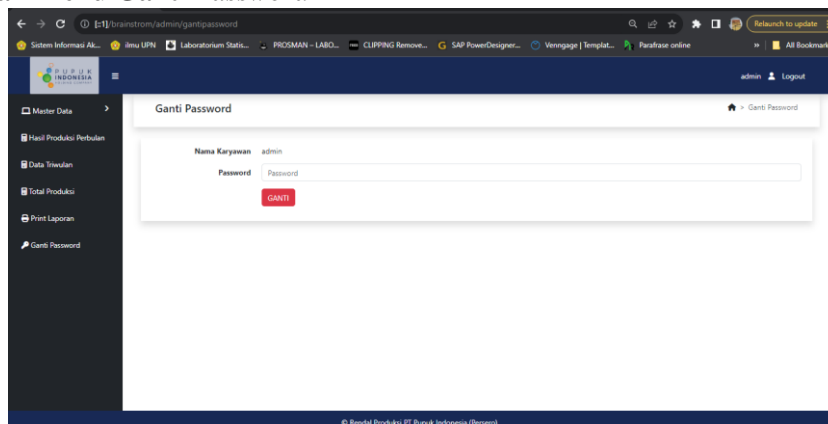 [::1]/brainstrom/admin/gantipassword
Relaunch to update
Sistem Informasi Ak... ilmu UPN Laboratorium Statis... PROSMAN – LABO... CLIPPING Remove... SAP PowerDesigner... Venngage | Templat... Parafrase online » All Bookmark
PUPUK
INDONESIA
admin Logout
Master Data
Hasil Produksi Perbulan
Data Triwulan
Total Produksi
Print Laporan
Ganti Password
Ganti Password
> Ganti Password
Nama Karyawan admin
Password Password
GANTI
© Rendal Produksi PT Pupuk Indonesia (Persero)